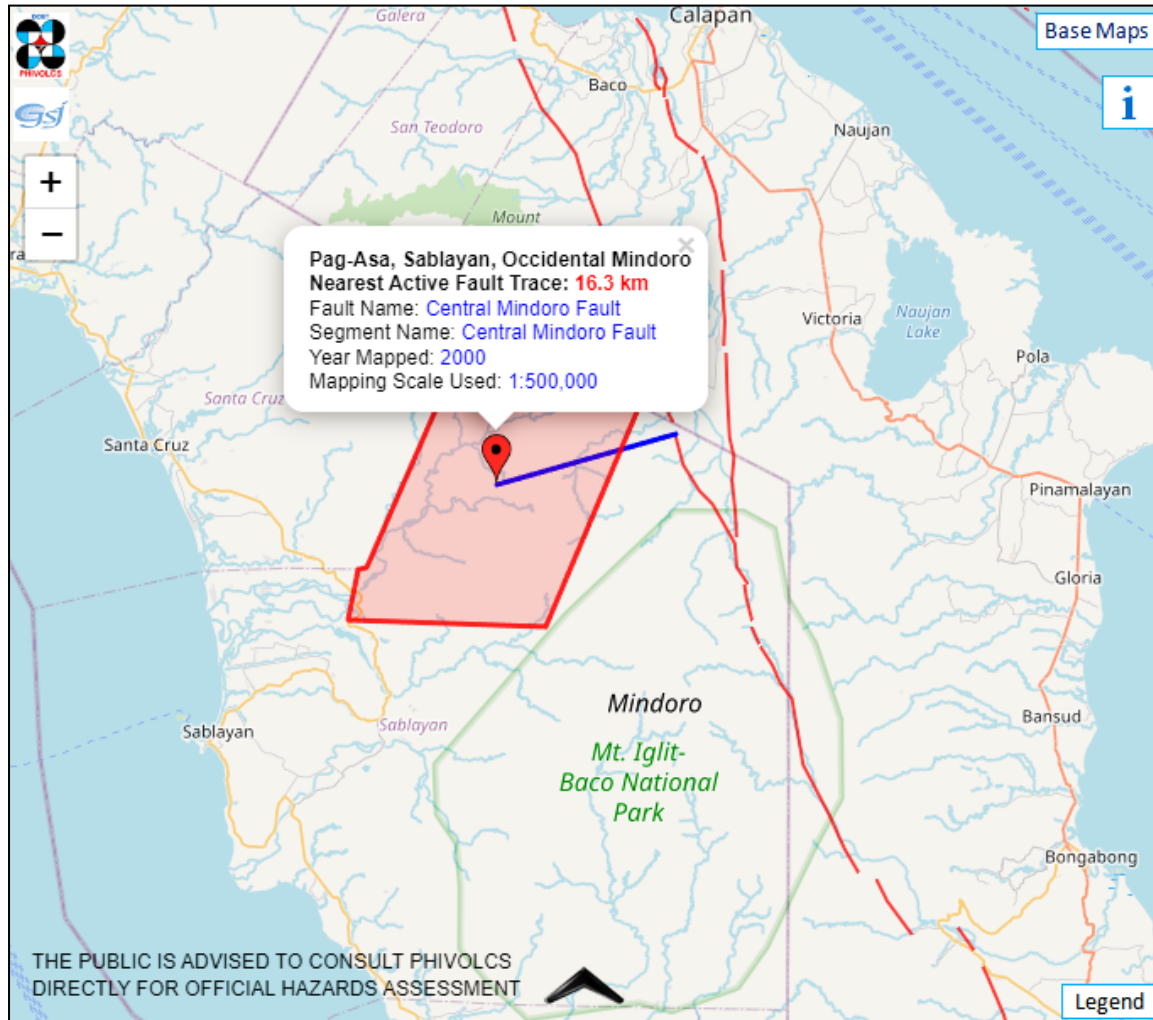 DOST
PHIVOLCS
GSJ
+
−
Galera
Calapan
Base Maps
i
Baco
San Teodoro
Naujan
Mount
×
Pag-Asa, Sablayan, Occidental Mindoro
Nearest Active Fault Trace: 16.3 km
Fault Name: Central Mindoro Fault
Segment Name: Central Mindoro Fault
Year Mapped: 2000
Mapping Scale Used: 1:500,000
Naujan
Lake
Victoria
Pola
Santa Cruz
Santa Cruz
Pinamalayan
Gloria
Mindoro
Bansud
Sablayan
Sablayan
Mt. Iglit-
Baco National
Park
Bongabong
THE PUBLIC IS ADVISED TO CONSULT PHIVOLCS
DIRECTLY FOR OFFICIAL HAZARDS ASSESSMENT
Legend